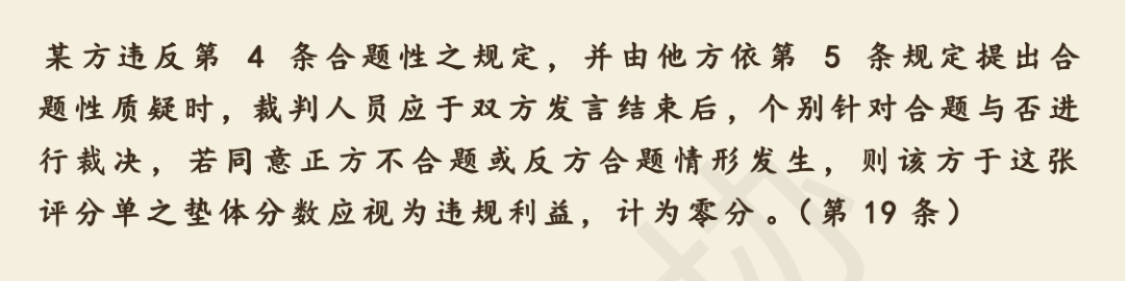 某方违反第 4 条合题性之规定，并由他方依第 5 条规定提出合
题性质疑时，裁判人员应于双方发言结束后，个别针对合题与否进
行裁决，若同意正方不合题或反方合题情形发生，则该方于这张
评分单之垫体分数应视为违规利益，计为零分。（第 19 条）
协